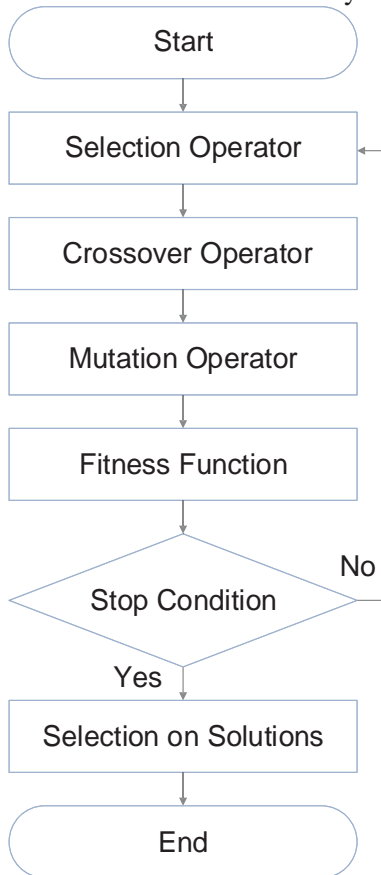 Start
Selection Operator
Crossover Operator
Mutation Operator
Fitness Function
Stop Condition
No
Yes
Selection on Solutions
End